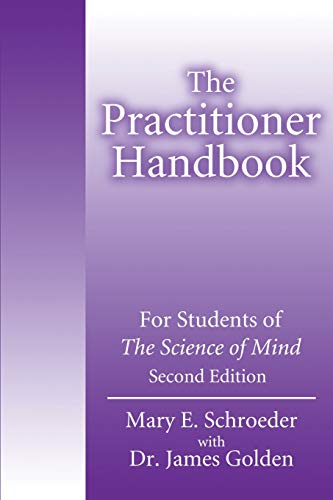 The
Practitioner
Handbook
For Students of
The Science of Mind
Second Edition
Mary E. Schroeder
with
Dr. James Golden